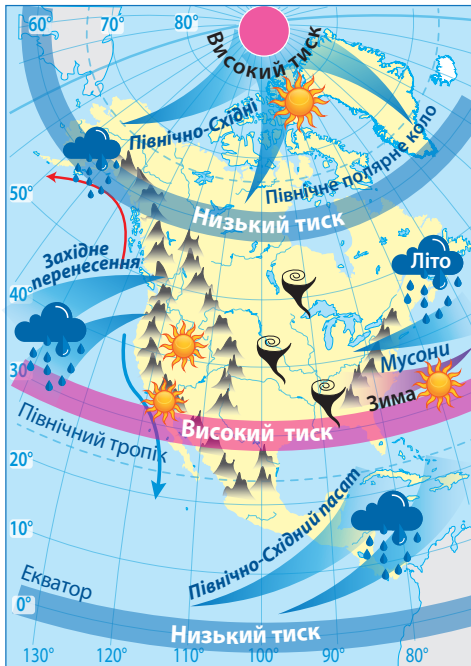 60°
70°
80°
Високий тиск
Північно-Східні
Північне полярне коло
50°
Низький тиск
Західне
перенесення
Літо
40°
Мусони
30°
Зима
Високий тиск
Північний тропік
20°
Північно-Східний пасат
10°
Екватор
0°
Низький тиск
130°
120°
110°
100°
90°
80°